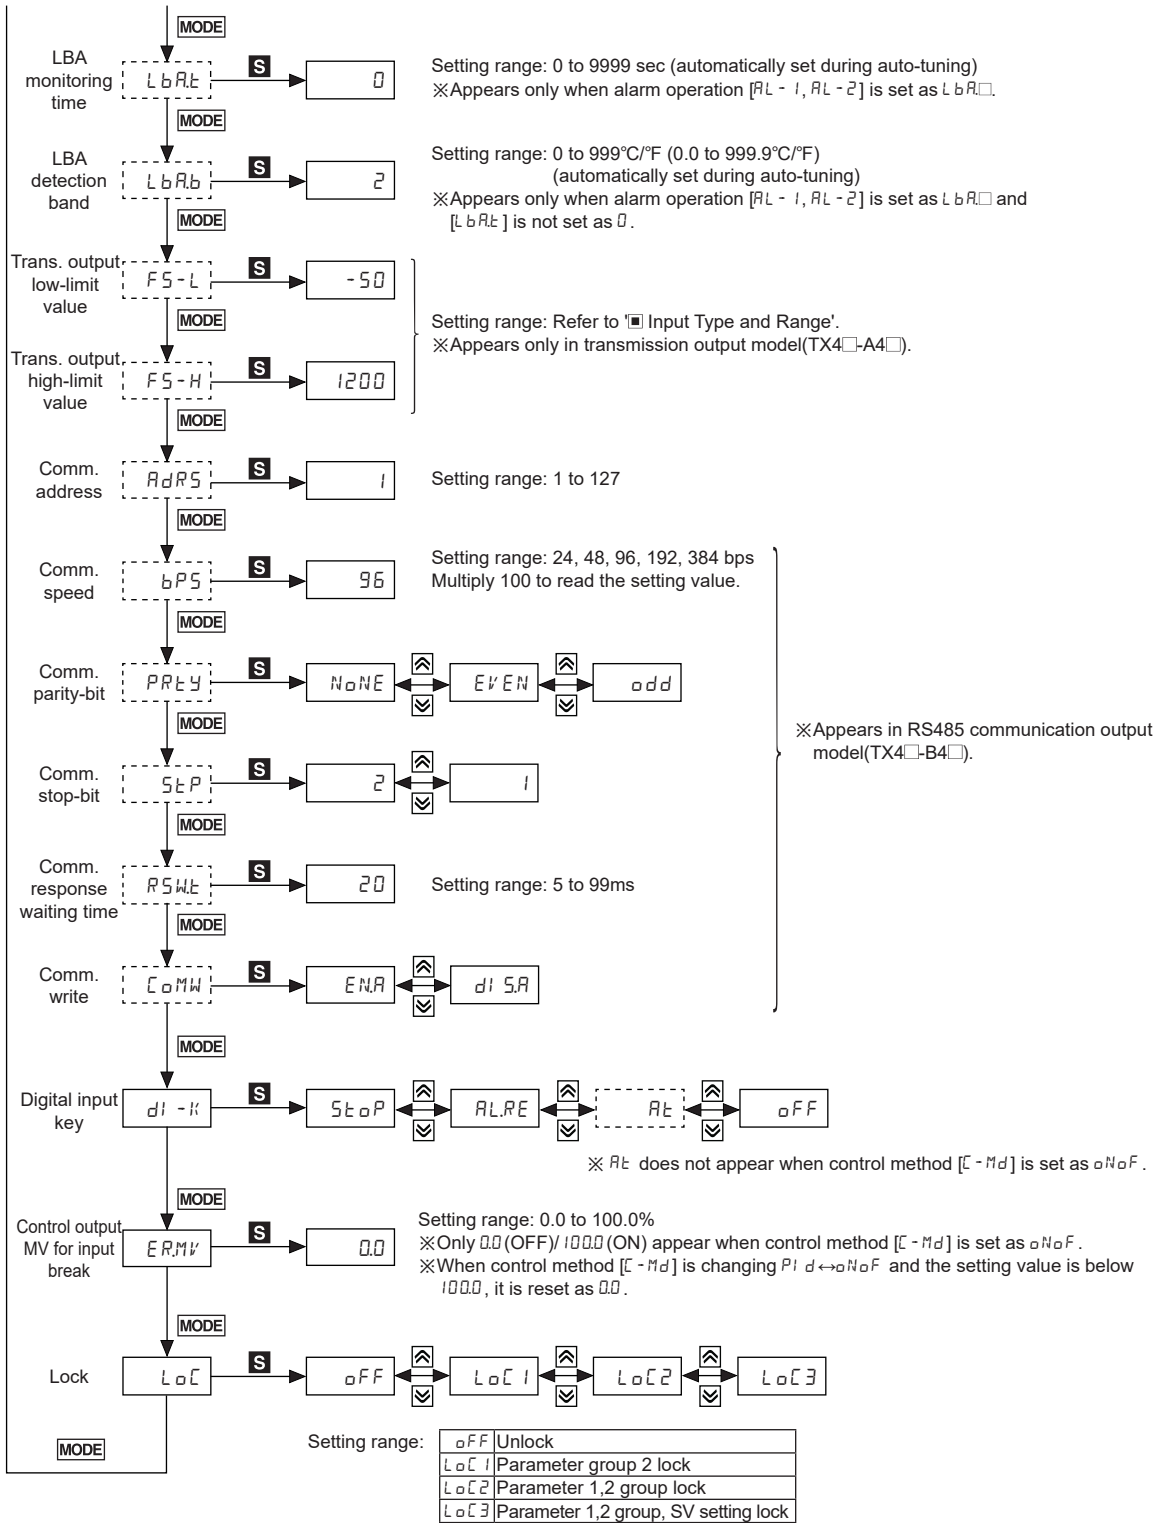 MODE
LBA
monitoring
time
LbA.t
S
0
Setting range: 0 to 9999 sec (automatically set during auto-tuning)
※Appears only when alarm operation [AL-1, AL-2] is set as LbA.□.
MODE
LBA
detection
band
LbA.b
S
2
Setting range: 0 to 999℃/℉ (0.0 to 999.9℃/℉)
(automatically set during auto-tuning)
※Appears only when alarm operation [AL-1, AL-2] is set as LbA.□ and
[LbA.t] is not set as 0.
MODE
Trans. output
low-limit
value
FS-L
S
-50
MODE
Setting range: Refer to '▣ Input Type and Range'.
※Appears only in transmission output model(TX4□-A4□).
Trans. output
high-limit
value
FS-H
S
1200
MODE
Comm.
address
AdRS
S
1
Setting range: 1 to 127
MODE
Comm.
speed
bPS
S
96
Setting range: 24, 48, 96, 192, 384 bps
Multiply 100 to read the setting value.
MODE
Comm.
parity-bit
PRtY
S
NoNE
EVEN
odd
MODE
※Appears in RS485 communication output
model(TX4□-B4□).
Comm.
stop-bit
StP
S
2
1
MODE
Comm.
response
waiting time
RSW.t
S
20
Setting range: 5 to 99ms
MODE
Comm.
write
CoMW
S
EN.A
dIS.A
MODE
Digital input
key
dI-K
S
StoP
AL.RE
At
oFF
※ At does not appear when control method [C-Md] is set as oNoF.
MODE
Control output
MV for input
break
ER.MV
S
0.0
Setting range: 0.0 to 100.0%
※Only 0.0 (OFF)/100.0 (ON) appear when control method [C-Md] is set as oNoF.
※When control method [C-Md] is changing PId↔oNoF and the setting value is below
100.0, it is reset as 0.0.
MODE
Lock
LoC
S
oFF
LoC1
LoC2
LoC3
MODE
Setting range:
oFF Unlock
LoC1 Parameter group 2 lock
LoC2 Parameter 1,2 group lock
LoC3 Parameter 1,2 group, SV setting lock